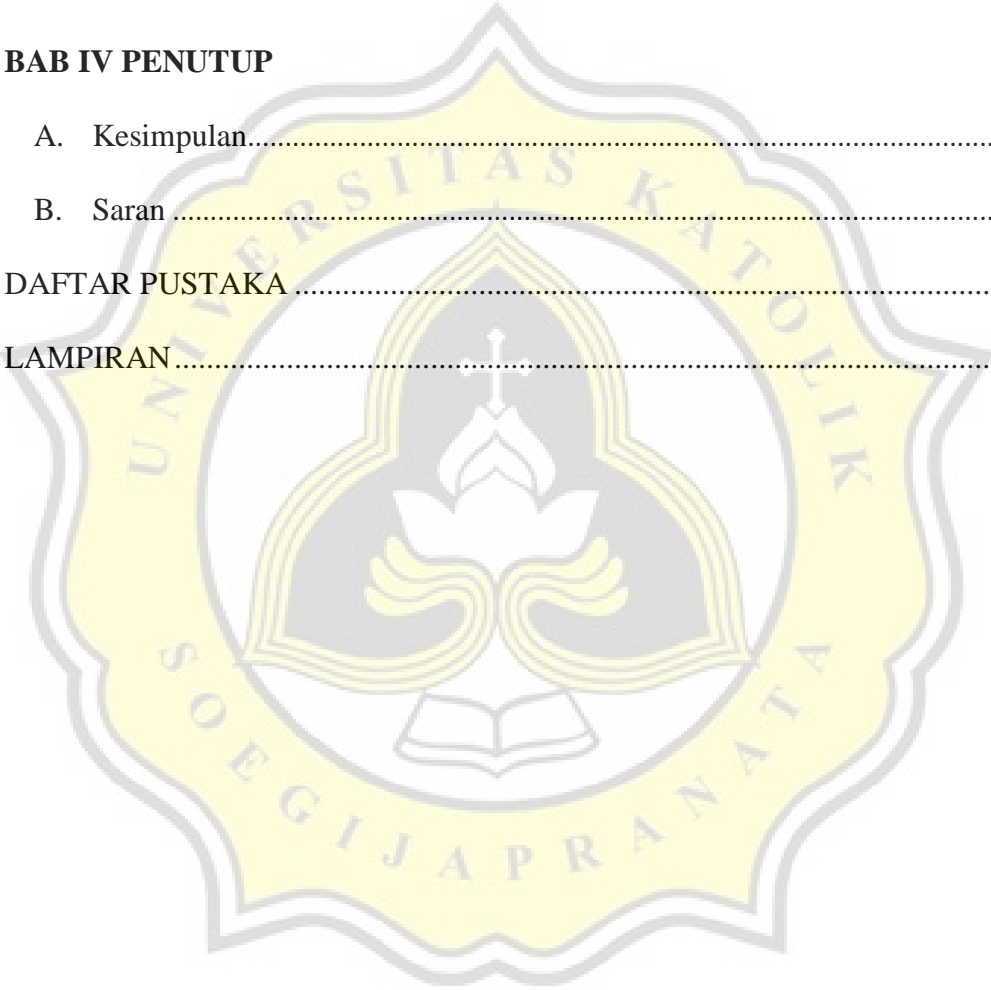 BAB IV PENUTUP
A. Kesimpulan..........................................................................................
B. Saran ..........................................................................................
DAFTAR PUSTAKA ..........................................................................................
LAMPIRAN ..........................................................................................
UNIVERSITAS KATOLIK
SOEGIJAPRANATA